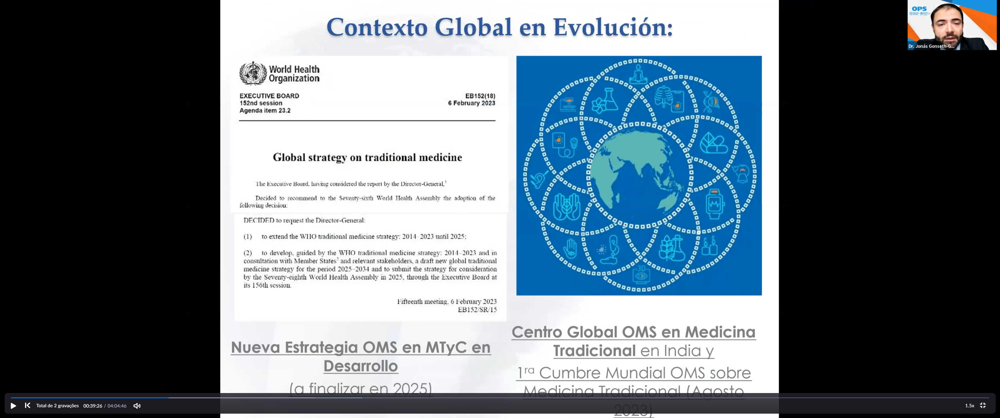 Contexto Global en Evolución:
World Health
Organization
EXECUTIVE BOARD
152nd session
Agenda item 23.2
EB152(18)
6 February 2023
Global strategy on traditional medicine
The Executive Board, having considered the report by the Director-General,1
Decided to recommend to the Seventy-sixth World Health Assembly the adoption of the
following decision:
DECIDED to request the Director-General:
(1) to extend the WHO traditional medicine strategy: 2014–2023 until 2025;
(2) to develop, guided by the WHO traditional medicine strategy: 2014–2023 and in
consultation with Member States2 and relevant stakeholders, a draft new global traditional
medicine strategy for the period 2025–2034 and to submit the strategy for consideration
by the Seventy-eighth World Health Assembly in 2025, through the Executive Board at
its 156th session.
Fifteenth meeting, 6 February 2023
EB152/SR/15
Nueva Estrategia OMS en MTyC en
Desarrollo
(a finalizar en 2025)
3D
Centro Global OMS en Medicina
Tradicional en India y
1ra Cumbre Mundial OMS sobre
Medicina Tradicional (Agosto
2023)
OPS
Dr. Jonás Gonseth-G...
Total de 2 gravações
00:39:26 / 04:04:46
1.5x